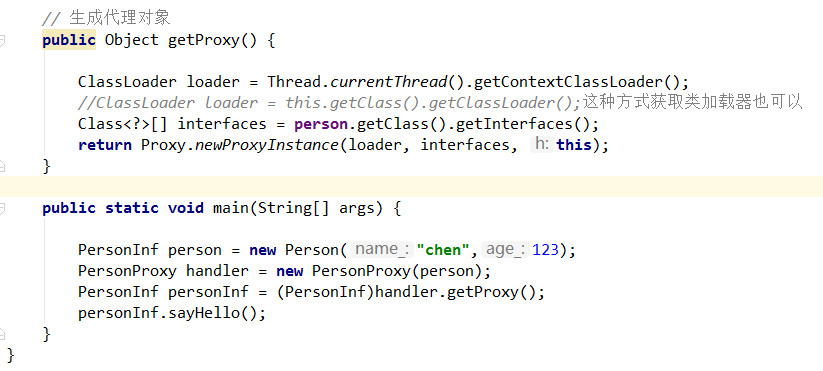 // 生成代理对象
public Object getProxy() {
ClassLoader loader = Thread.currentThread().getContextClassLoader();
//ClassLoader loader = this.getClass().getClassLoader();这种方式获取类加载器也可以
Class<?>[] interfaces = person.getClass().getInterfaces();
return Proxy.newProxyInstance(loader, interfaces, h: this);
}
public static void main(String[] args) {
PersonInf person = new Person( name_: "chen", age_: 123);
PersonProxy handler = new PersonProxy(person);
PersonInf personInf = (PersonInf)handler.getProxy();
personInf.sayHello();
}
}